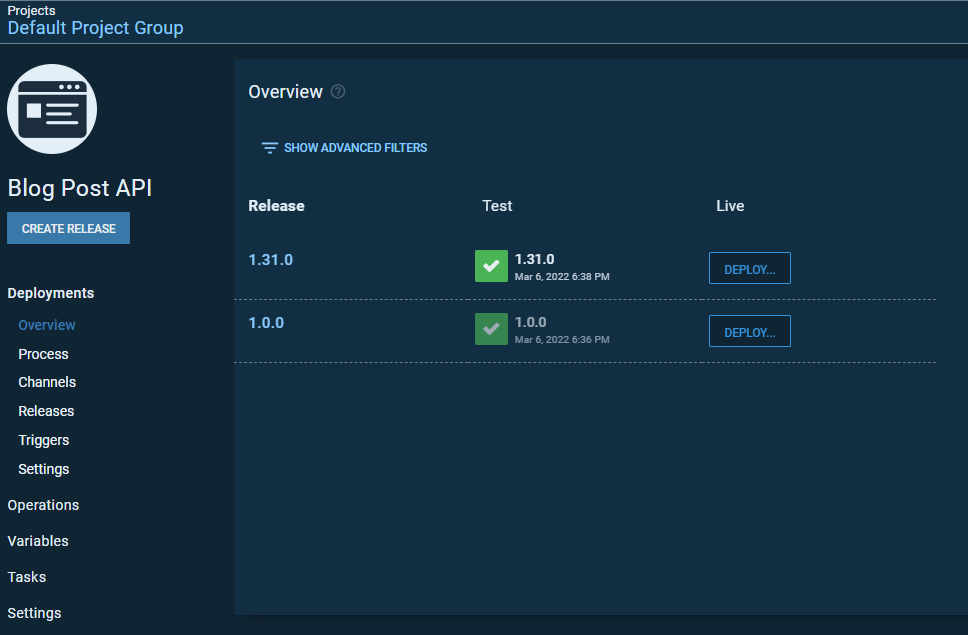 Projects
Default Project Group
Blog Post API
CREATE RELEASE
Deployments
Overview
Process
Channels
Releases
Triggers
Settings
Operations
Variables
Tasks
Settings
Overview ?
SHOW ADVANCED FILTERS
Release Test Live
1.31.0 1.31.0 DEPLOY...
Mar 6, 2022 6:38 PM
1.0.0 1.0.0 DEPLOY...
Mar 6, 2022 6:36 PM